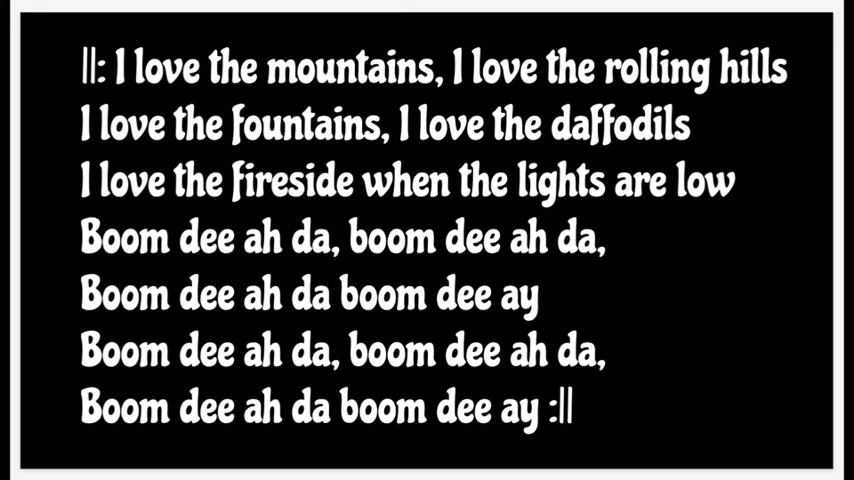 ||: I love the mountains, I love the rolling hills
I love the fountains, I love the daffodils
I love the fireside when the lights are low
Boom dee ah da, boom dee ah da,
Boom dee ah da boom dee ay
Boom dee ah da, boom dee ah da,
Boom dee ah da boom dee ay :||